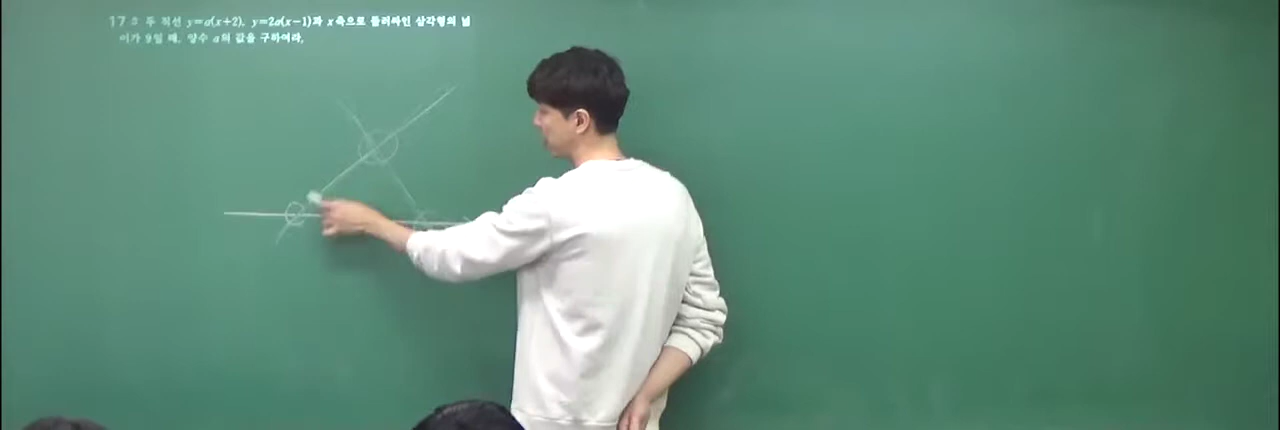 17 두 직선 y=a(x+2), y=2a(x-1)과 x축으로 둘러싸인 삼각형의 넓
이가 9일 때, 양수 a의 값을 구하여라.